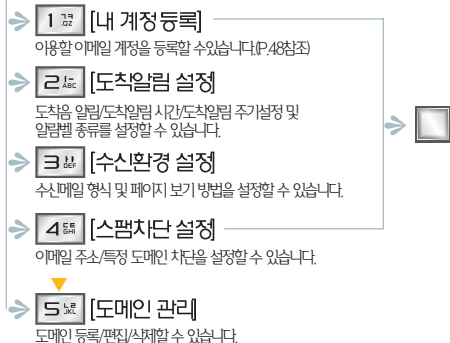 1 ㄱㅋ .QZ [내 계정등록]
이용할 이메일 계정을 등록할 수있습니다.(P.48참조)
2 ABC [도착알림 설정]
도착음 알림/도착알림 시간/도착알림 주기설정 및
알림벨 종류를 설정할 수 있습니다.
3 DEF [수신환경 설정]
수신메일 형식 및 페이지 보기 방법을 설정할 수 있습니다.
4 ㄷㅌ GHI [스팸차단 설정]
이메일 주소/특정 도메인 차단을 설정할 수 있습니다.
5 JKL [도메인 관리]
도메인 등록/편집/삭제할 수 있습니다.